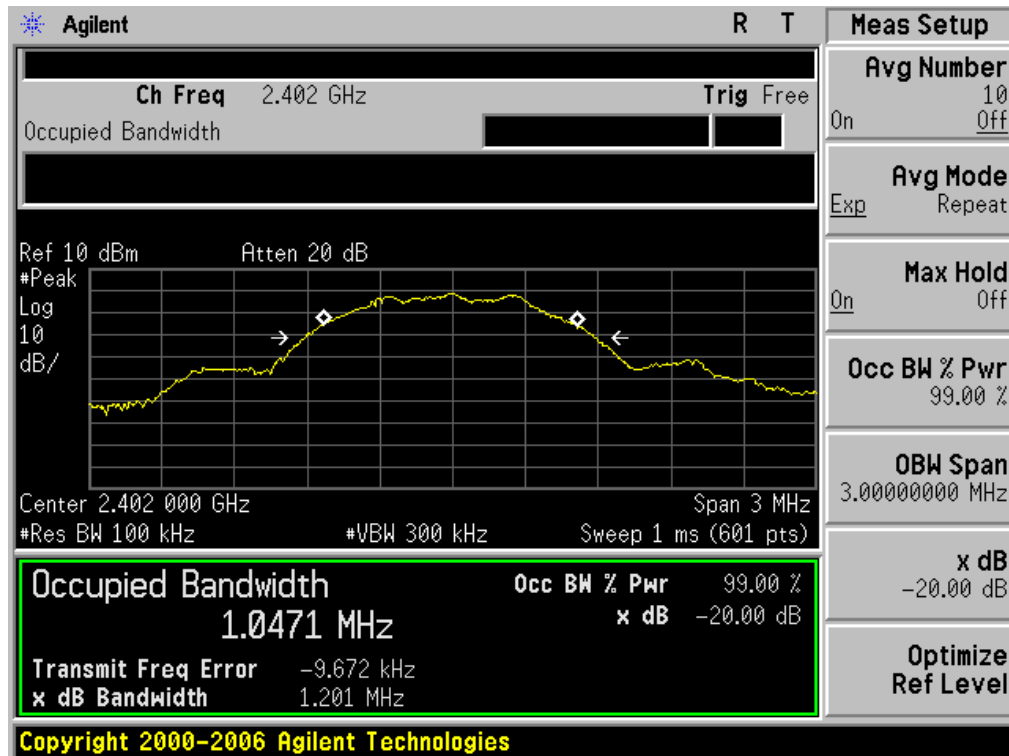 Agilent R T
Ch Freq 2.402 GHz Trig Free
Occupied Bandwidth
Ref 10 dBm Atten 20 dB
#Peak
Log
10
dB/
Center 2.402 000 GHz Span 3 MHz
#Res BW 100 kHz #VBW 300 kHz Sweep 1 ms (601 pts)
Occupied Bandwidth Occ BW % Pwr 99.00 %
1.0471 MHz x dB -20.00 dB
Transmit Freq Error -9.672 kHz
x dB Bandwidth 1.201 MHz
Copyright 2000-2006 Agilent Technologies
Meas Setup
Avg Number
10
On Off
Avg Mode
Exp Repeat
Max Hold
On Off
Occ BW % Pwr
99.00 %
OBW Span
3.00000000 MHz
x dB
-20.00 dB
Optimize
Ref Level